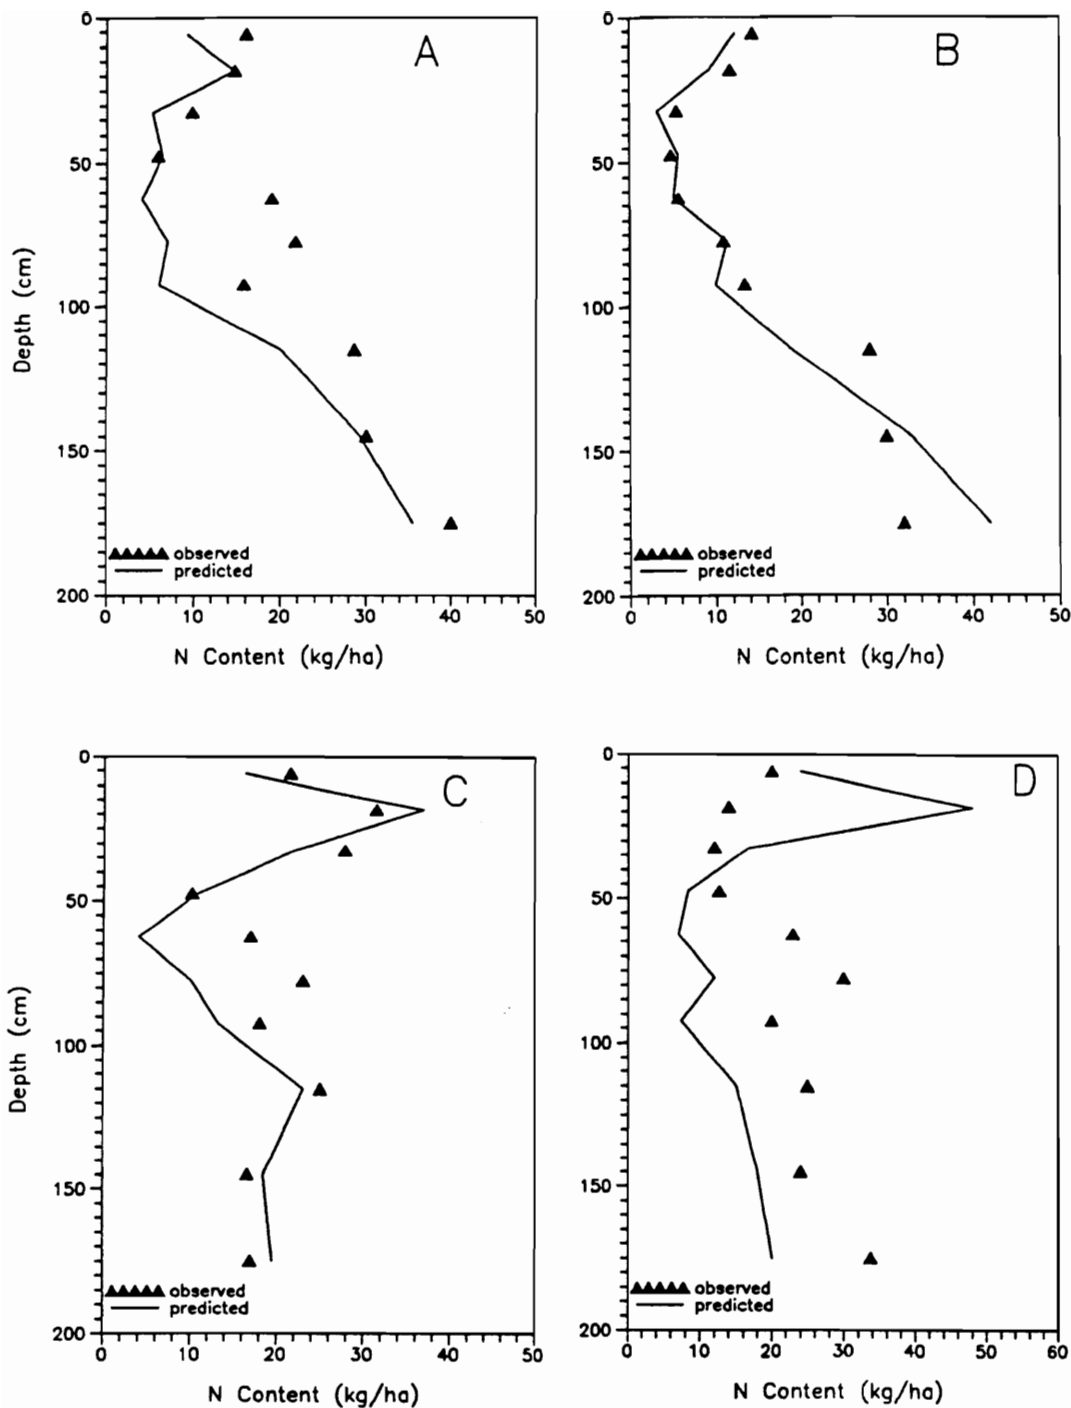 0
50
100
150
200
Depth (cm)
A
▲▲▲▲▲ observed
predicted
0 10 20 30 40 50
N Content (kg/ha)
0
50
100
150
200
B
▲▲▲▲▲ observed
predicted
0 10 20 30 40 50
N Content (kg/ha)
0
50
100
150
200
Depth (cm)
C
▲▲▲▲▲ observed
predicted
0 10 20 30 40 50
N Content (kg/ha)
0
50
100
150
200
D
▲▲▲▲▲ observed
predicted
0 10 20 30 40 50 60
N Content (kg/ha)